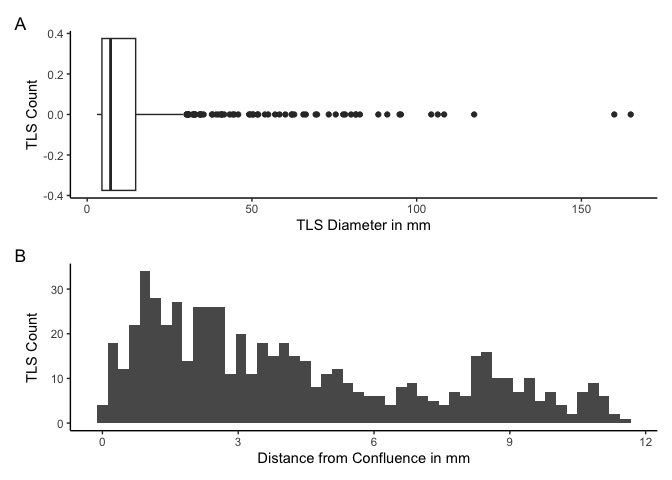 A
TLS Count
0.4
0.2
0.0
-0.2
-0.4
0 50 100 150
TLS Diameter in mm
B
TLS Count
30
20
10
0
0 3 6 9 12
Distance from Confluence in mm